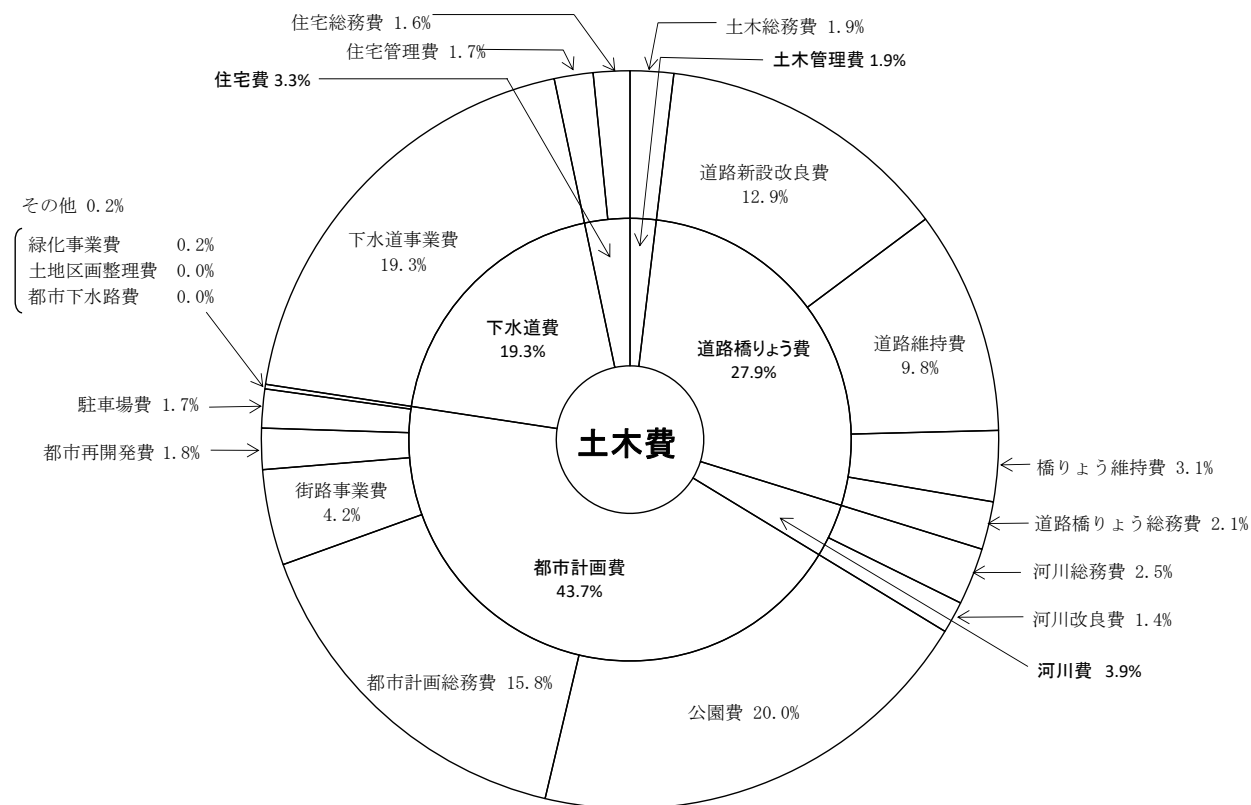 住宅総務費 1.6%
土木総務費 1.9%
住宅管理費 1.7%
土木管理費 1.9%
住宅費 3.3%
道路新設改良費
12.9%
その他 0.2%
緑化事業費 0.2%
土地区画整理費 0.0%
都市下水路費 0.0%
下水道事業費
19.3%
下水道費
19.3%
道路橋りょう費
27.9%
道路維持費
9.8%
駐車場費 1.7%
土木費
都市再開発費 1.8%
橋りょう維持費 3.1%
街路事業費
4.2%
道路橋りょう総務費 2.1%
都市計画費
43.7%
河川総務費 2.5%
河川改良費 1.4%
河川費 3.9%
都市計画総務費 15.8%
公園費 20.0%